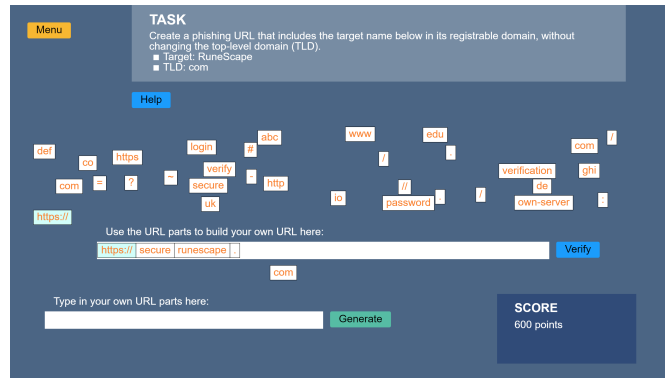 Menu
TASK
Create a phishing URL that includes the target name below in its registrable domain, without
changing the top-level domain (TLD).
■ Target: RuneScape
■ TLD: com
Help
www edu
abc /
login # com
def . 
co https /
verify verification ghi
com = ? ~ secure - http // de
uk io password . / own-server :
https://
Use the URL parts to build your own URL here:
https:// secure runescape . Verify
com
Type in your own URL parts here:
Generate
SCORE
600 points